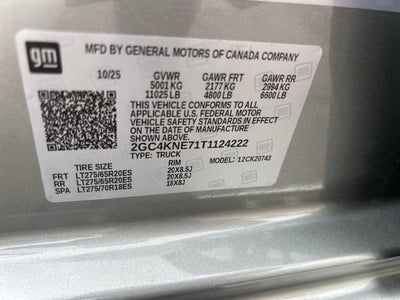 gm
MFD BY GENERAL MOTORS OF CANADA COMPANY
10/25 GVWR GAWR FRT GAWR RR
5001 KG 2177 KG 2994 KG
11025 LB 4800 LB 6600 LB
THIS VEHICLE CONFORMS TO ALL
APPLICABLE U.S. FEDERAL MOTOR
VEHICLE SAFETY STANDARDS IN EFFECT
ON THE DATE OF MANUFACTURE
SHOWN ABOVE.
2GC4KNE71T1124222
TYPE: TRUCK MODEL: 12CK20743
TIRE SIZE RIM
FRT LT275/65R20ES 20X8.5J
RR LT275/65R20ES 20X8.5J
SPA LT275/70R18ES 18X8J